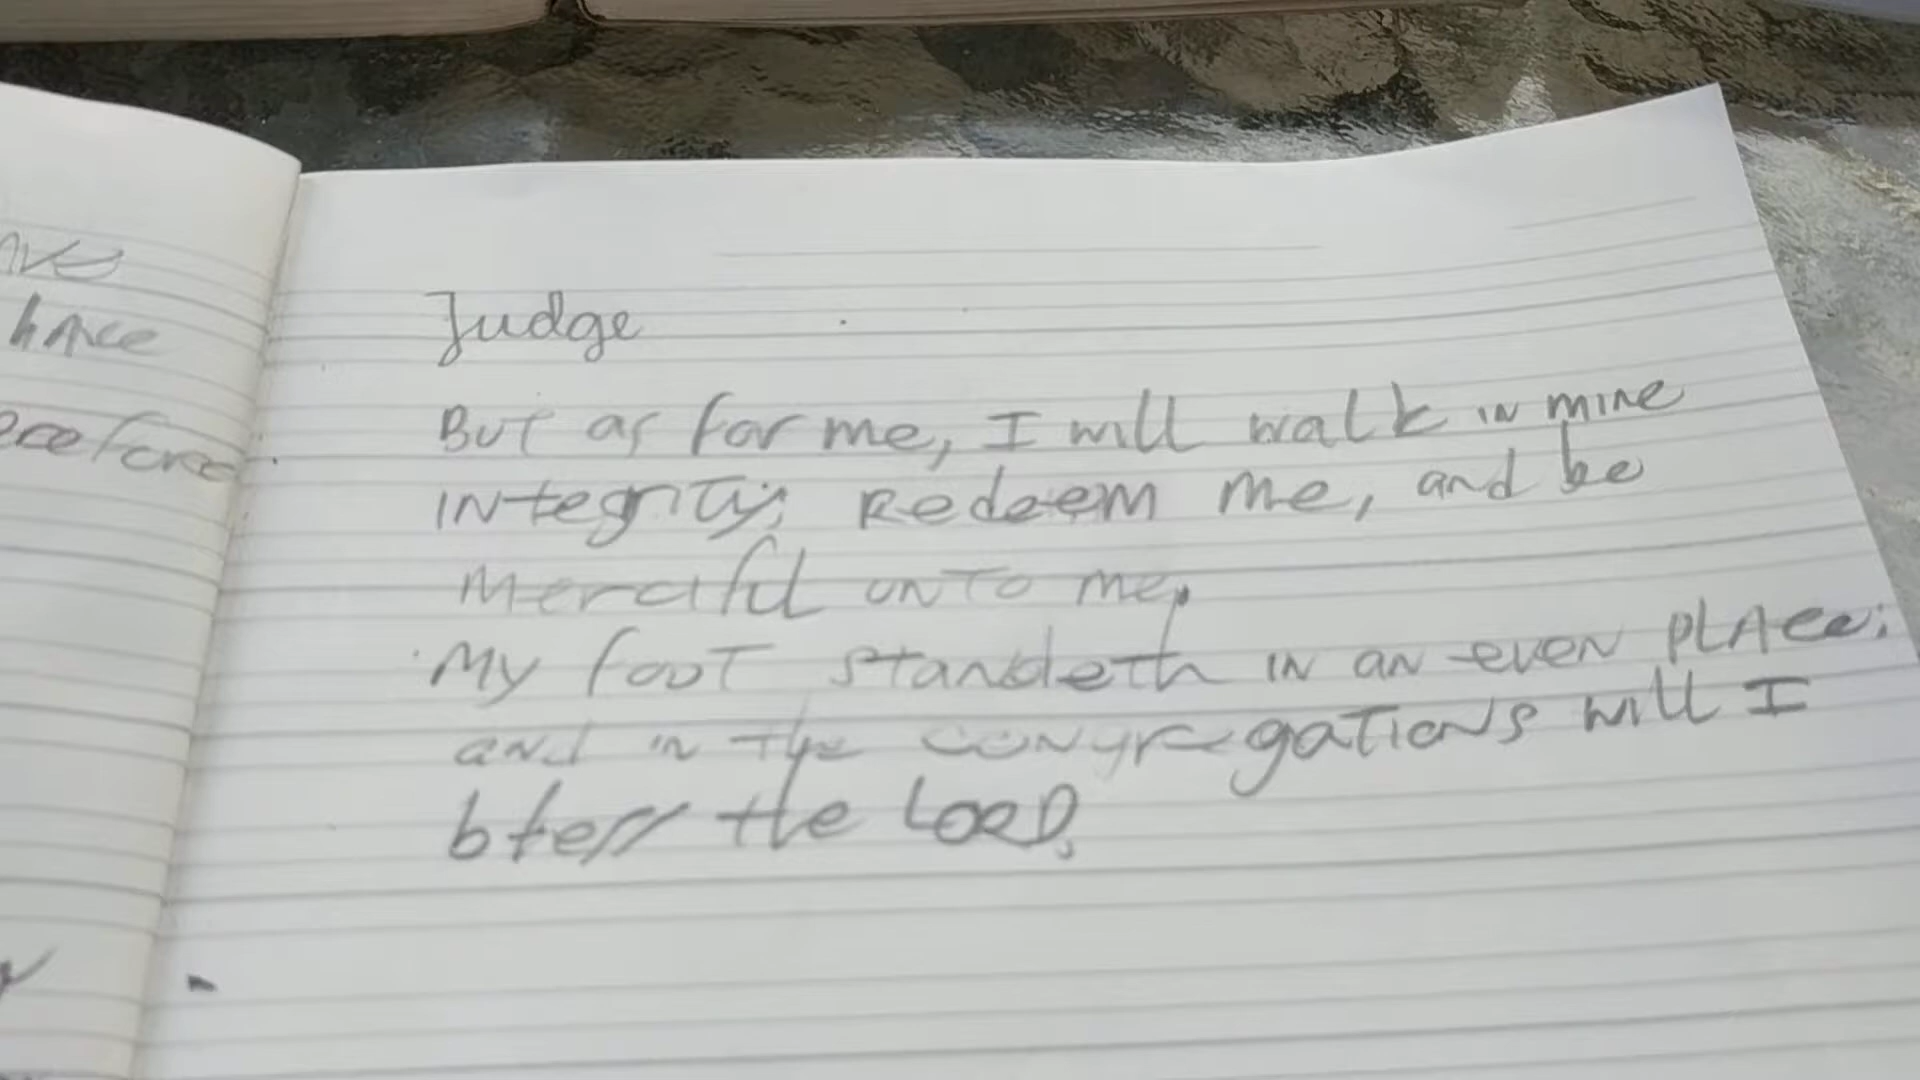 Judge
But as for me, I will walk in mine
integrity; Redeem me, and be
merciful unto me.
My foot standeth in an even place;
and in the congregations will I
bless the LORD.
hace